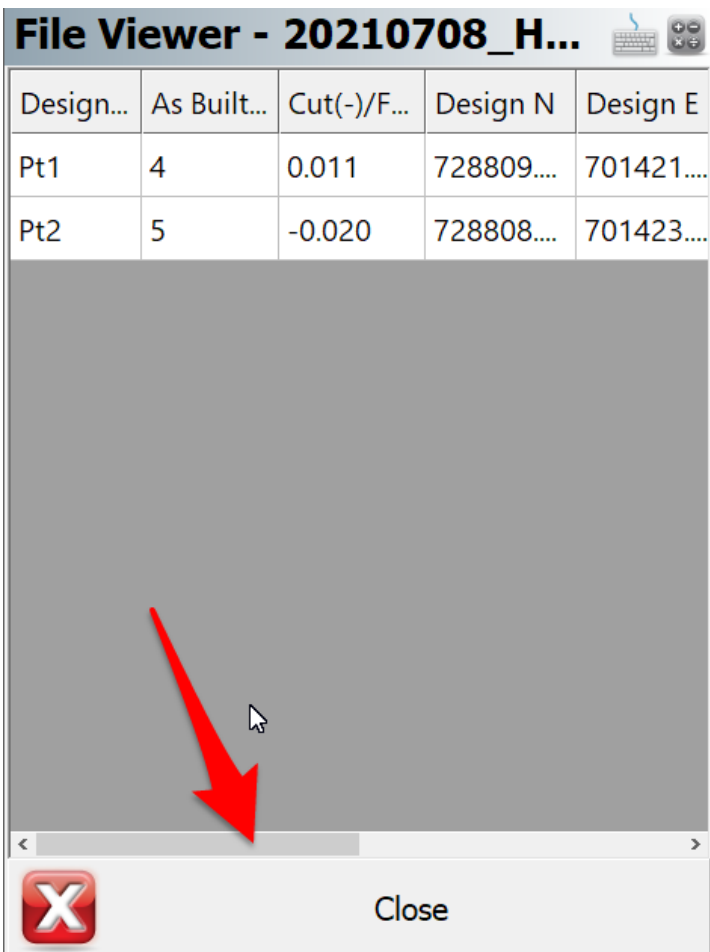 File Viewer - 20210708_H...
Design... As Built... Cut(-)/F... Design N Design E
Pt1 4 0.011 728809.... 701421....
Pt2 5 -0.020 728808.... 701423....
Close